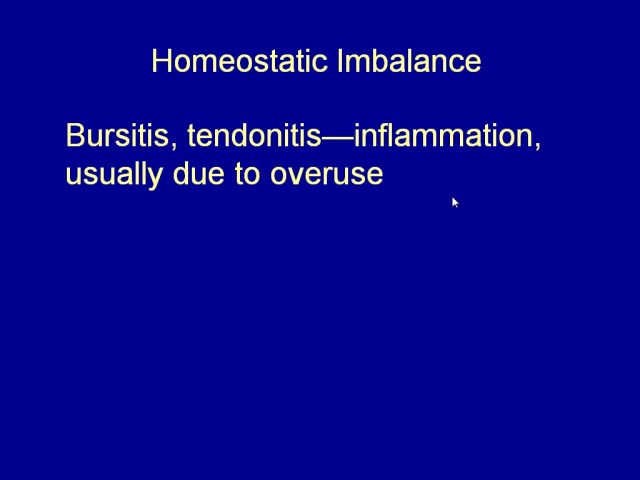 Homeostatic Imbalance
Bursitis, tendonitis—inflammation,
usually due to overuse